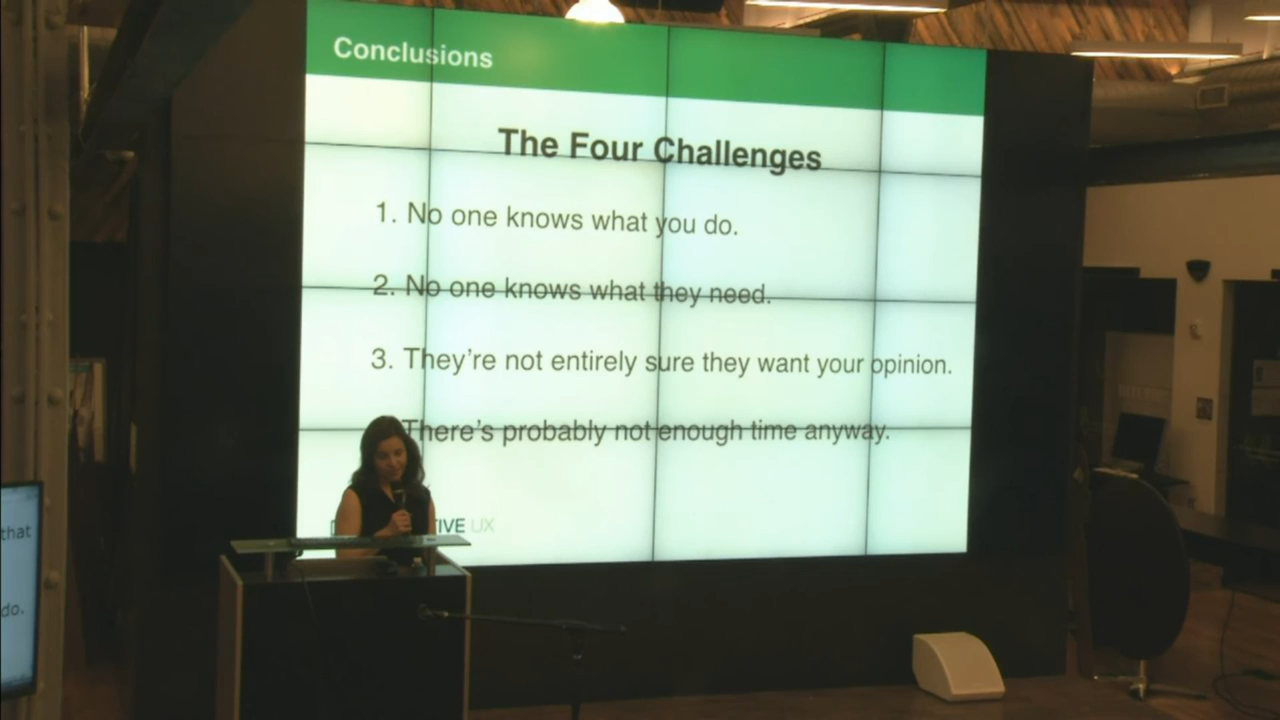 Conclusions
The Four Challenges
1. No one knows what you do.
2. No one knows what they need.
3. They're not entirely sure they want your opinion.
There's probably not enough time anyway.
TIVE UX
that
do.